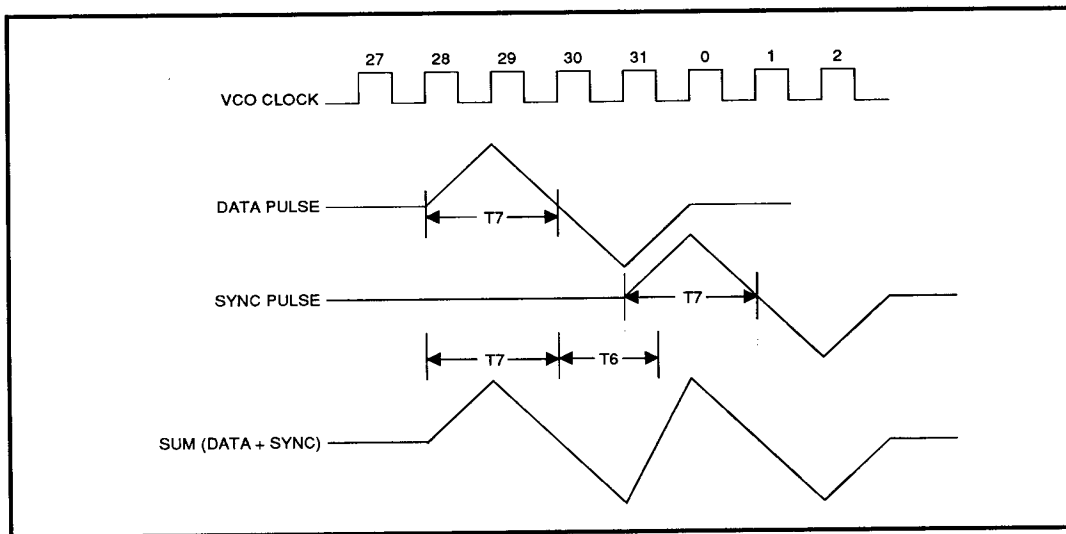 27 28 29 30 31 0 1 2
VCO CLOCK
DATA PULSE
T7
SYNC PULSE
T7
T7 T6
SUM (DATA + SYNC)